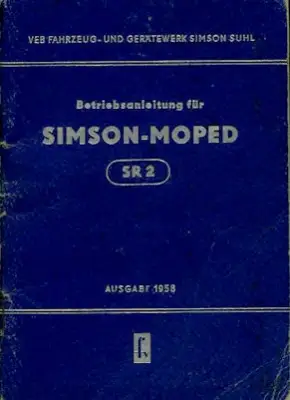 VEB FAHRZEUG- UND GERÄTEWERK SIMSON SUHL
Betriebsanleitung für
SIMSON-MOPED
SR 2
AUSGABE 1958